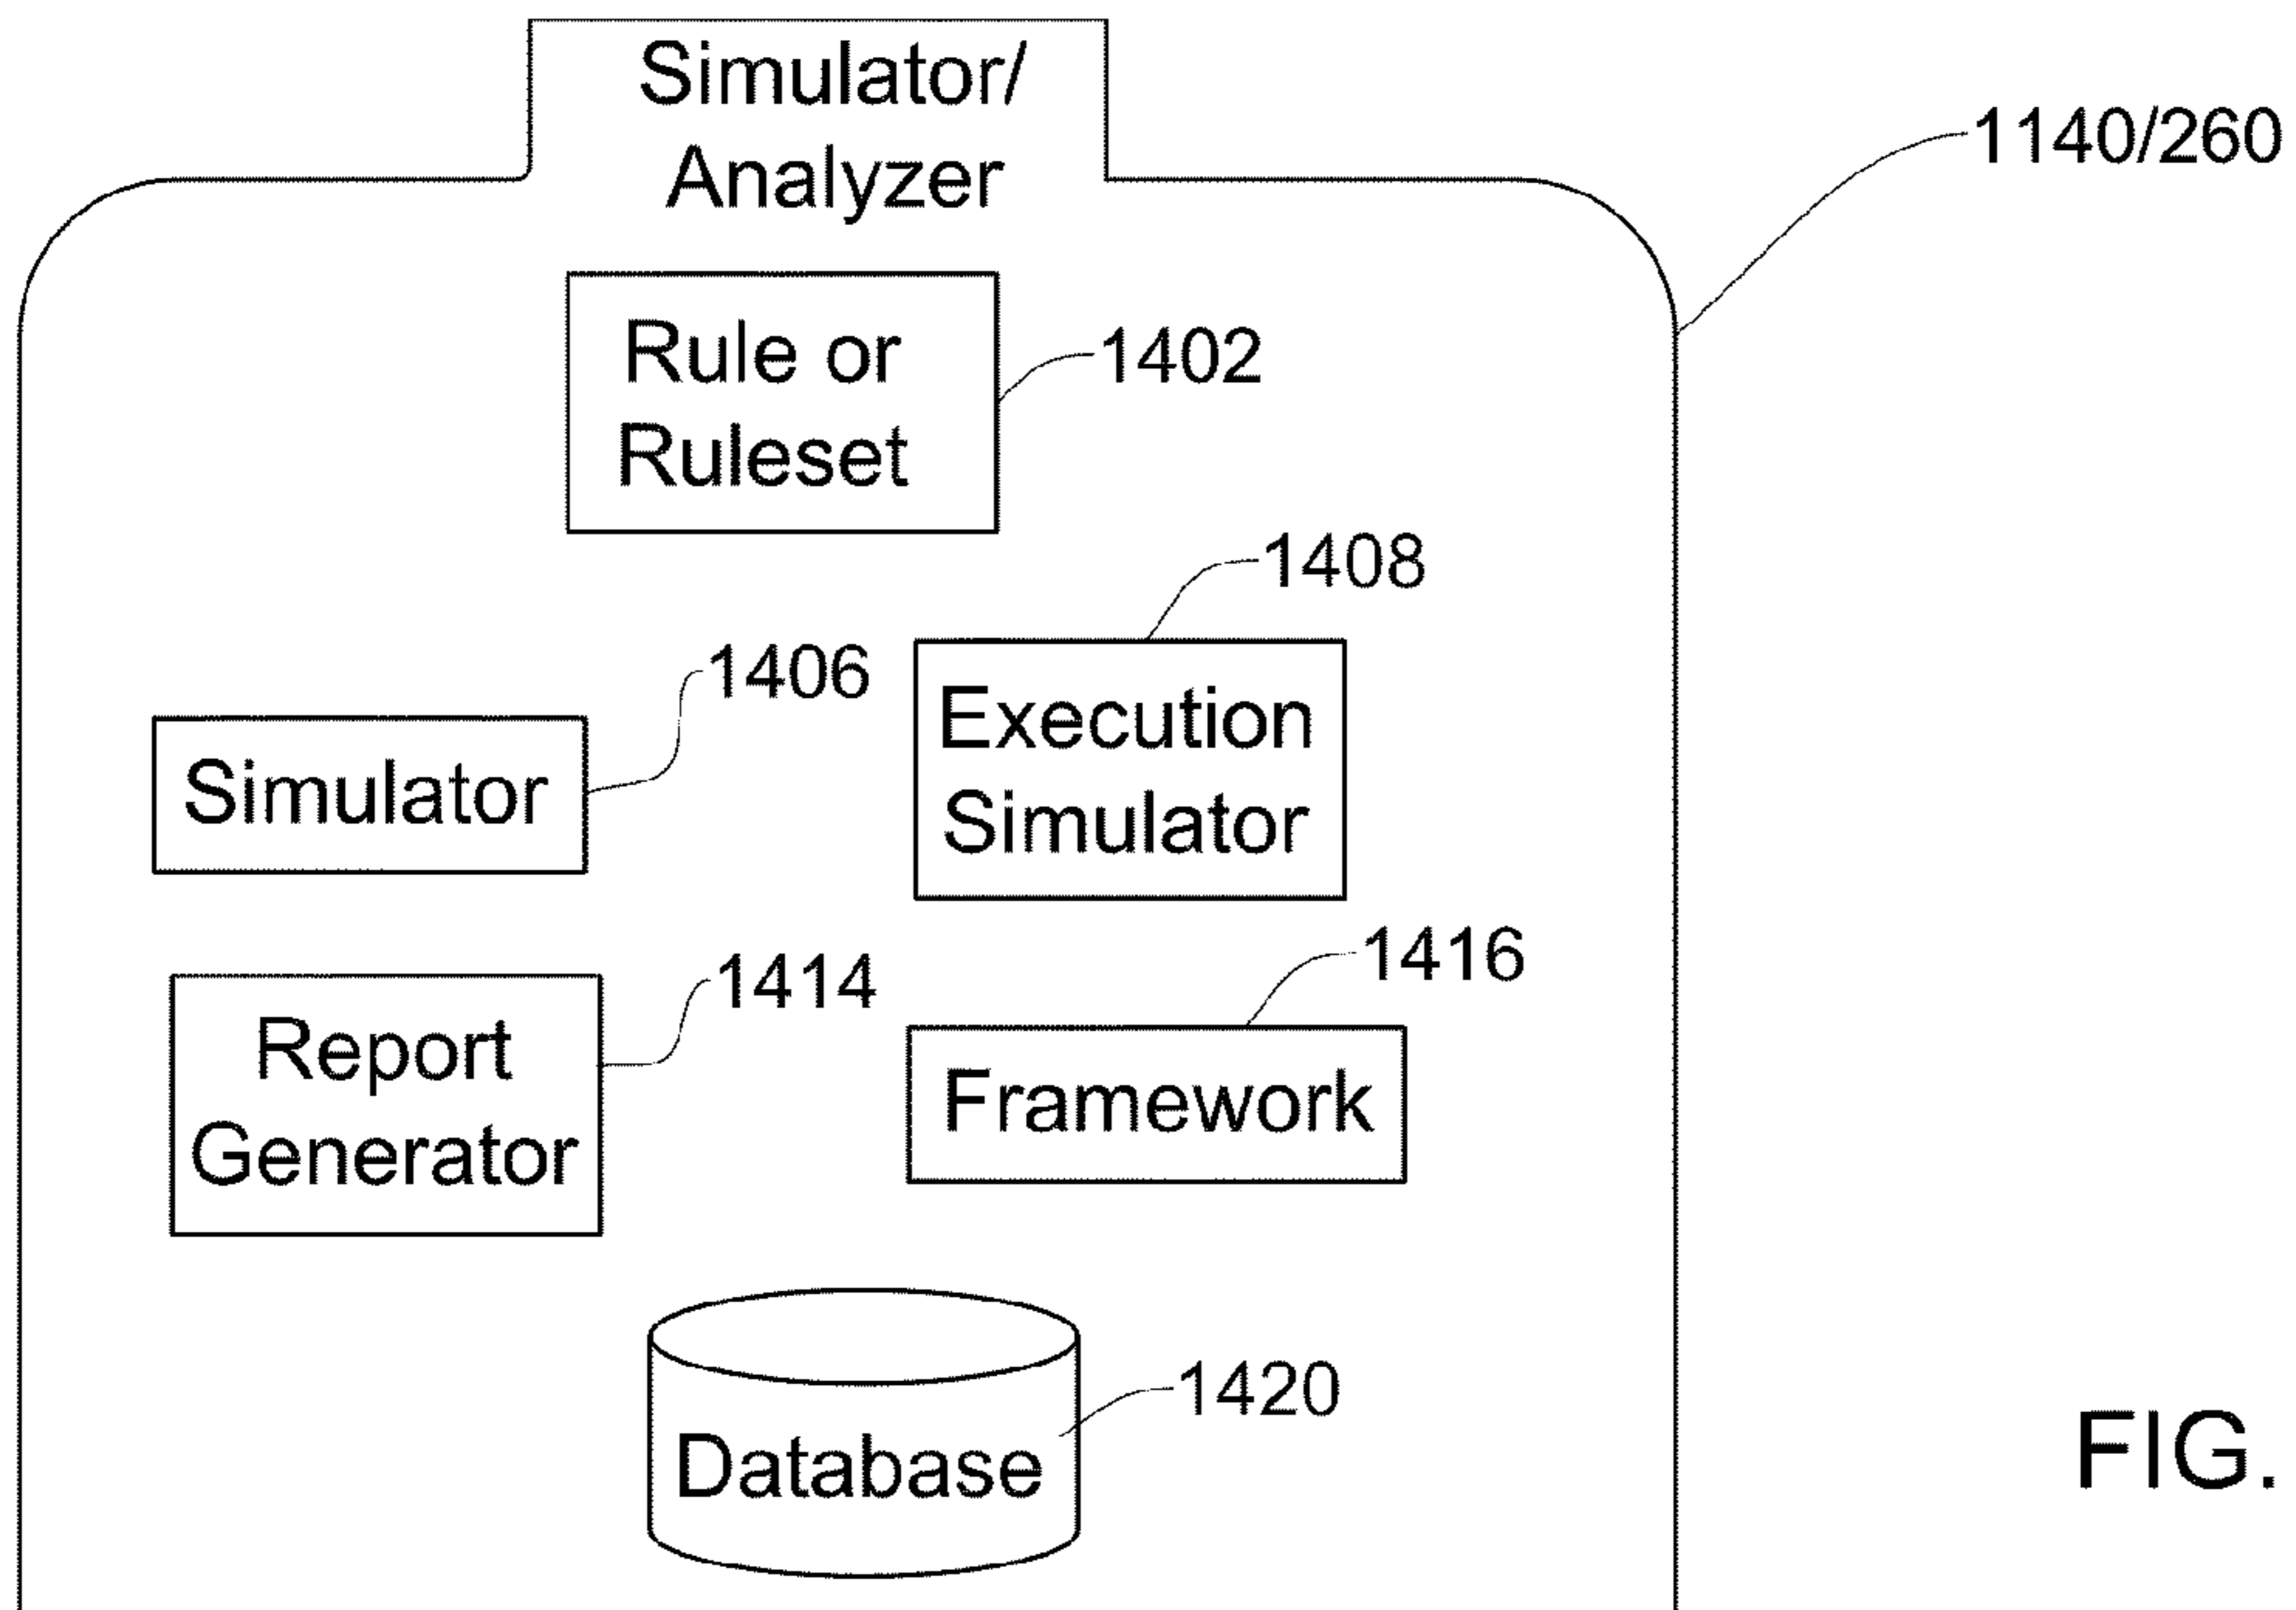 Simulator/
Analyzer
1140/260
Rule or
Ruleset
1402
1408
1406
Execution
Simulator
Simulator
1416
1414
Report
Generator
Framework
1420
Database
FIG.